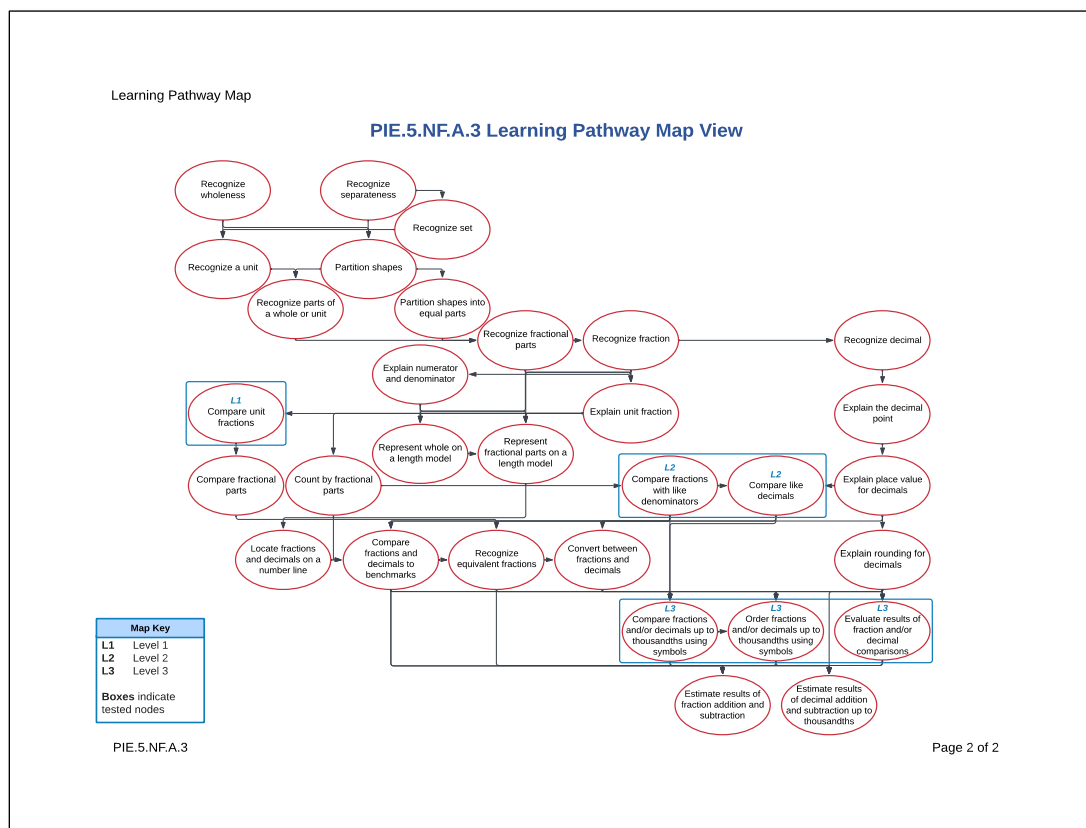 Learning Pathway Map
PIE.5.NF.A.3 Learning Pathway Map View
Recognize
wholeness
Recognize
separateness
Recognize set
Recognize a unit
Partition shapes
Recognize parts of
a whole or unit
Partition shapes into
equal parts
Recognize fractional
parts
Recognize fraction
Recognize decimal
Explain numerator
and denominator
L1
Compare unit
fractions
Explain unit fraction
Explain the decimal
point
Represent whole on
a length model
Represent
fractional parts on a
length model
Compare fractional
parts
Count by fractional
parts
L2
Compare fractions
with like
denominators
L2
Compare like
decimals
Explain place value
for decimals
Locate fractions
and decimals on a
number line
Compare
fractions and
decimals to
benchmarks
Recognize
equivalent fractions
Convert between
fractions and
decimals
Explain rounding for
decimals
L3
Compare fractions
and/or decimals up to
thousandths using
symbols
L3
Order fractions
and/or decimals up to
thousandths using
symbols
L3
Evaluate results of
fraction and/or
decimal
comparisons
Estimate results of
fraction addition and
subtraction
Estimate results
of decimal addition
and subtraction up to
thousandths
Map Key
L1 Level 1
L2 Level 2
L3 Level 3
Boxes indicate
tested nodes
PIE.5.NF.A.3
Page 2 of 2